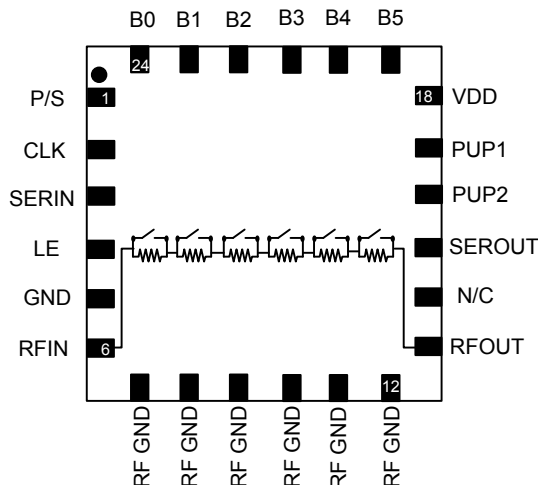 B0 B1 B2 B3 B4 B5
24
P/S 1 18 VDD
CLK PUP1
SERIN PUP2
LE SEROUT
GND N/C
RFIN 6 RFOUT
12
RF GND RF GND RF GND RF GND RF GND RF GND